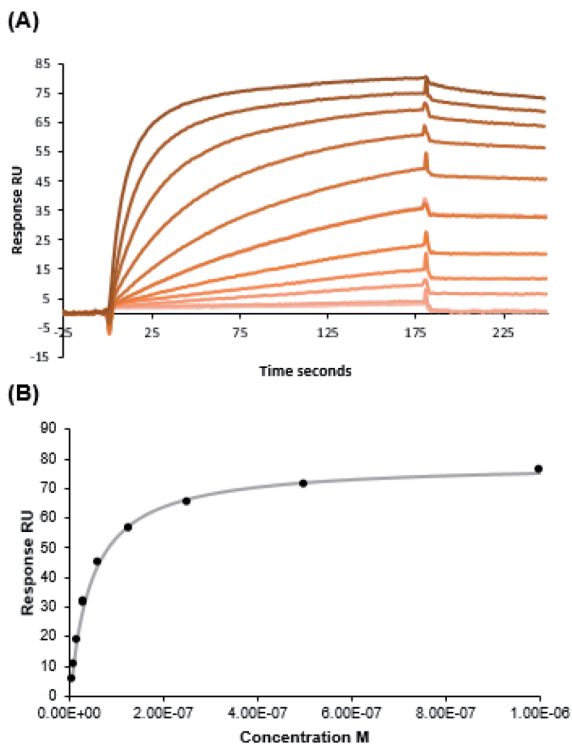 (A)
85
75
65
55
45
35
25
15
5
-5
-15
-25 25 75 125 175 225
Response RU
Time seconds
(B)
90
80
70
60
50
40
30
20
10
0
0.00E+00 2.00E-07 4.00E-07 6.00E-07 8.00E-07 1.00E-06
Response RU
Concentration M